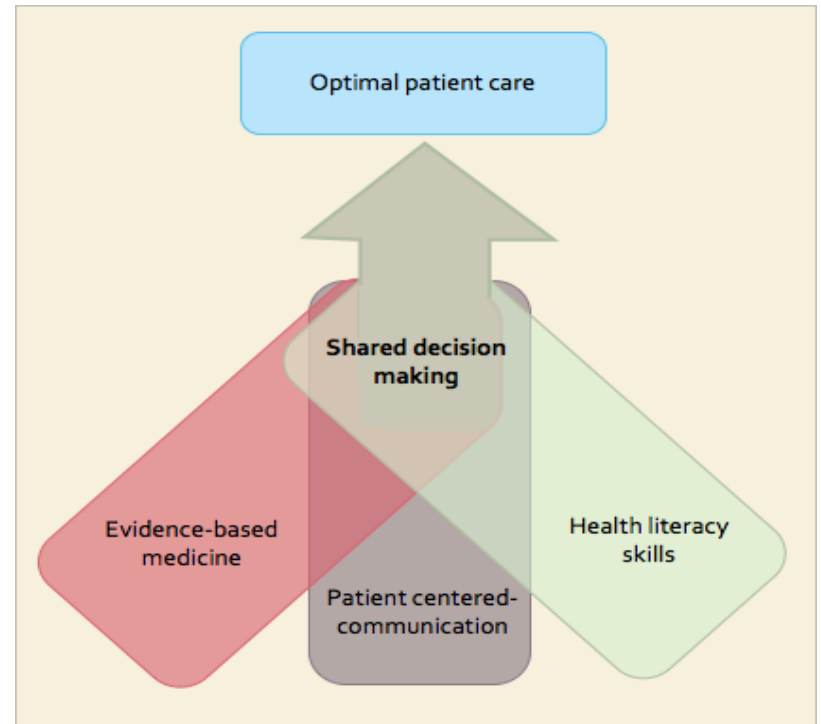 Optimal patient care
Shared decision
making
Evidence-based
medicine
Health literacy
skills
Patient centered-
communication